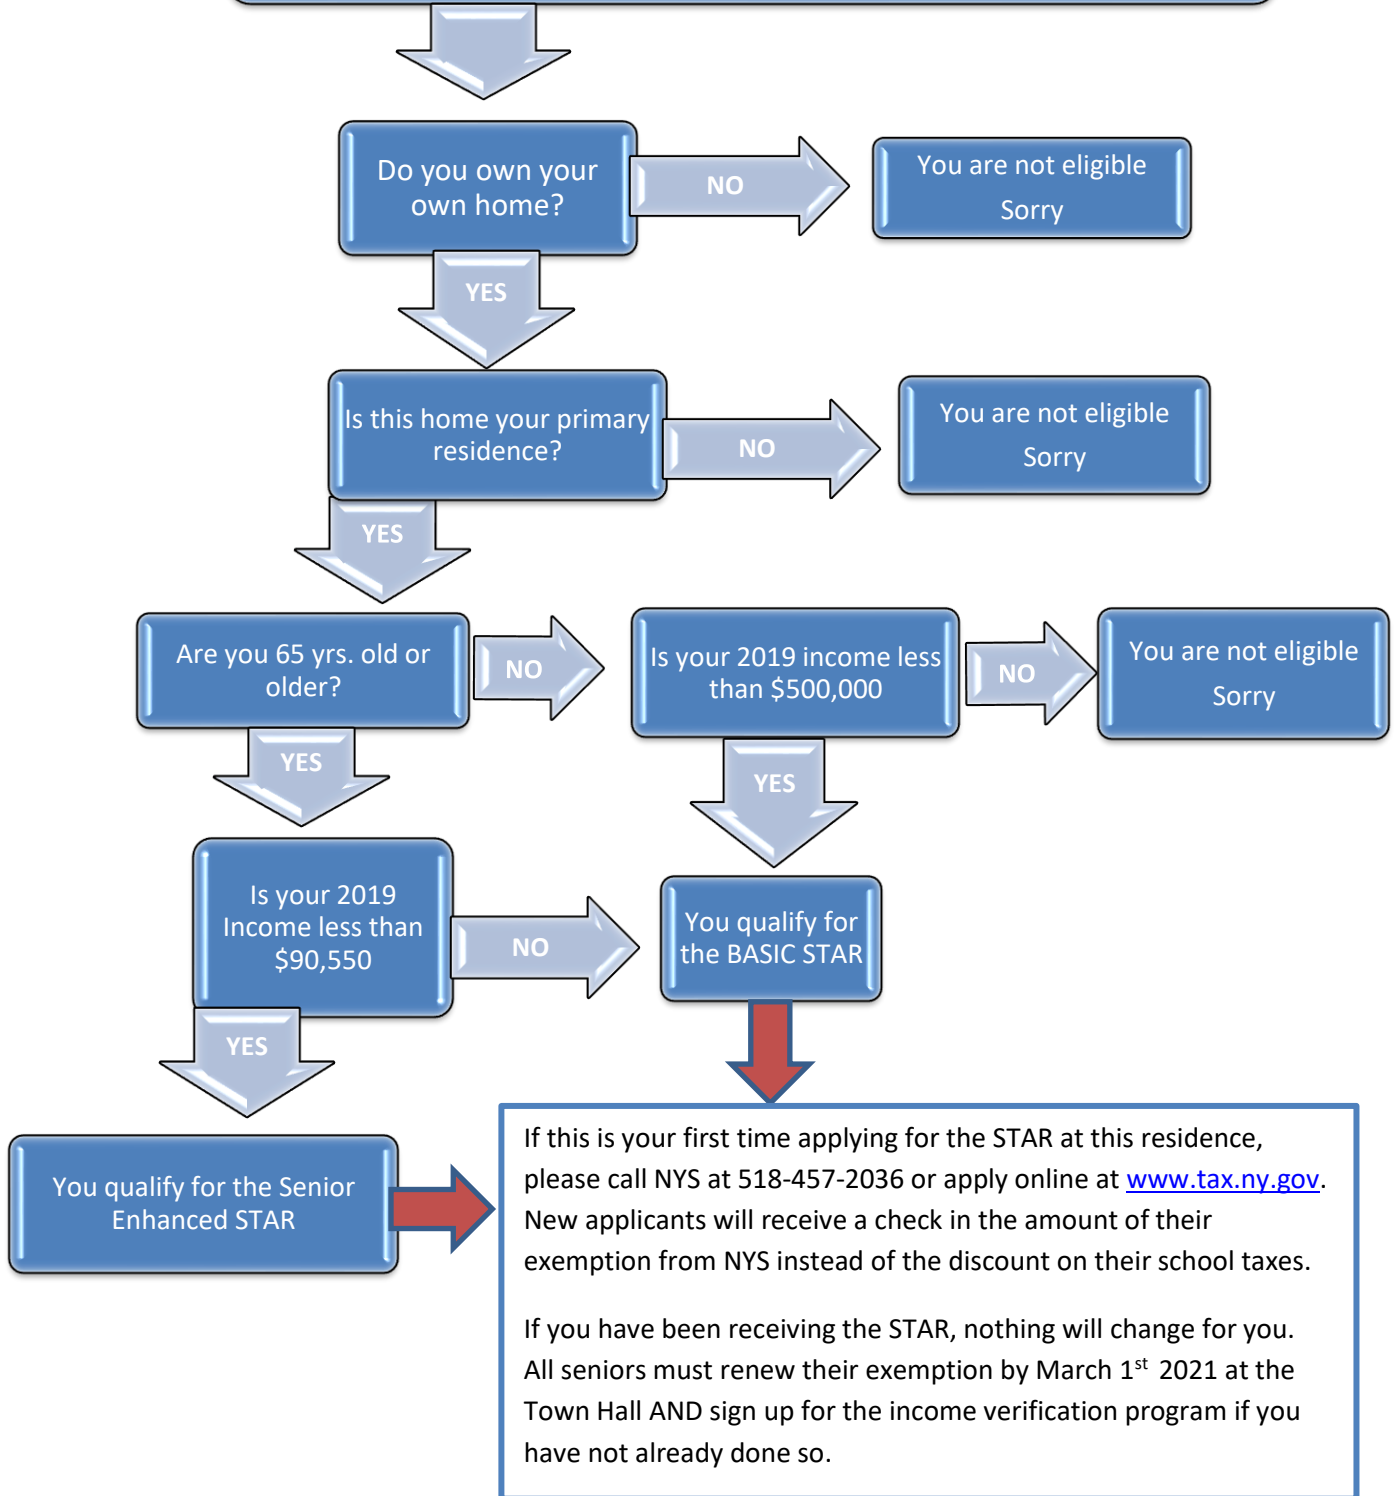 Do you own your
own home?
NO
You are not eligible
Sorry
YES
Is this home your primary
residence?
NO
You are not eligible
Sorry
YES
Are you 65 yrs. old or
older?
NO
Is your 2019 income less
than $500,000
NO
You are not eligible
Sorry
YES
YES
Is your 2019
Income less than
$90,550
NO
You qualify for
the BASIC STAR
YES
You qualify for the Senior
Enhanced STAR
If this is your first time applying for the STAR at this residence,
please call NYS at 518-457-2036 or apply online at www.tax.ny.gov.
New applicants will receive a check in the amount of their
exemption from NYS instead of the discount on their school taxes.
If you have been receiving the STAR, nothing will change for you.
All seniors must renew their exemption by March 1st 2021 at the
Town Hall AND sign up for the income verification program if you
have not already done so.